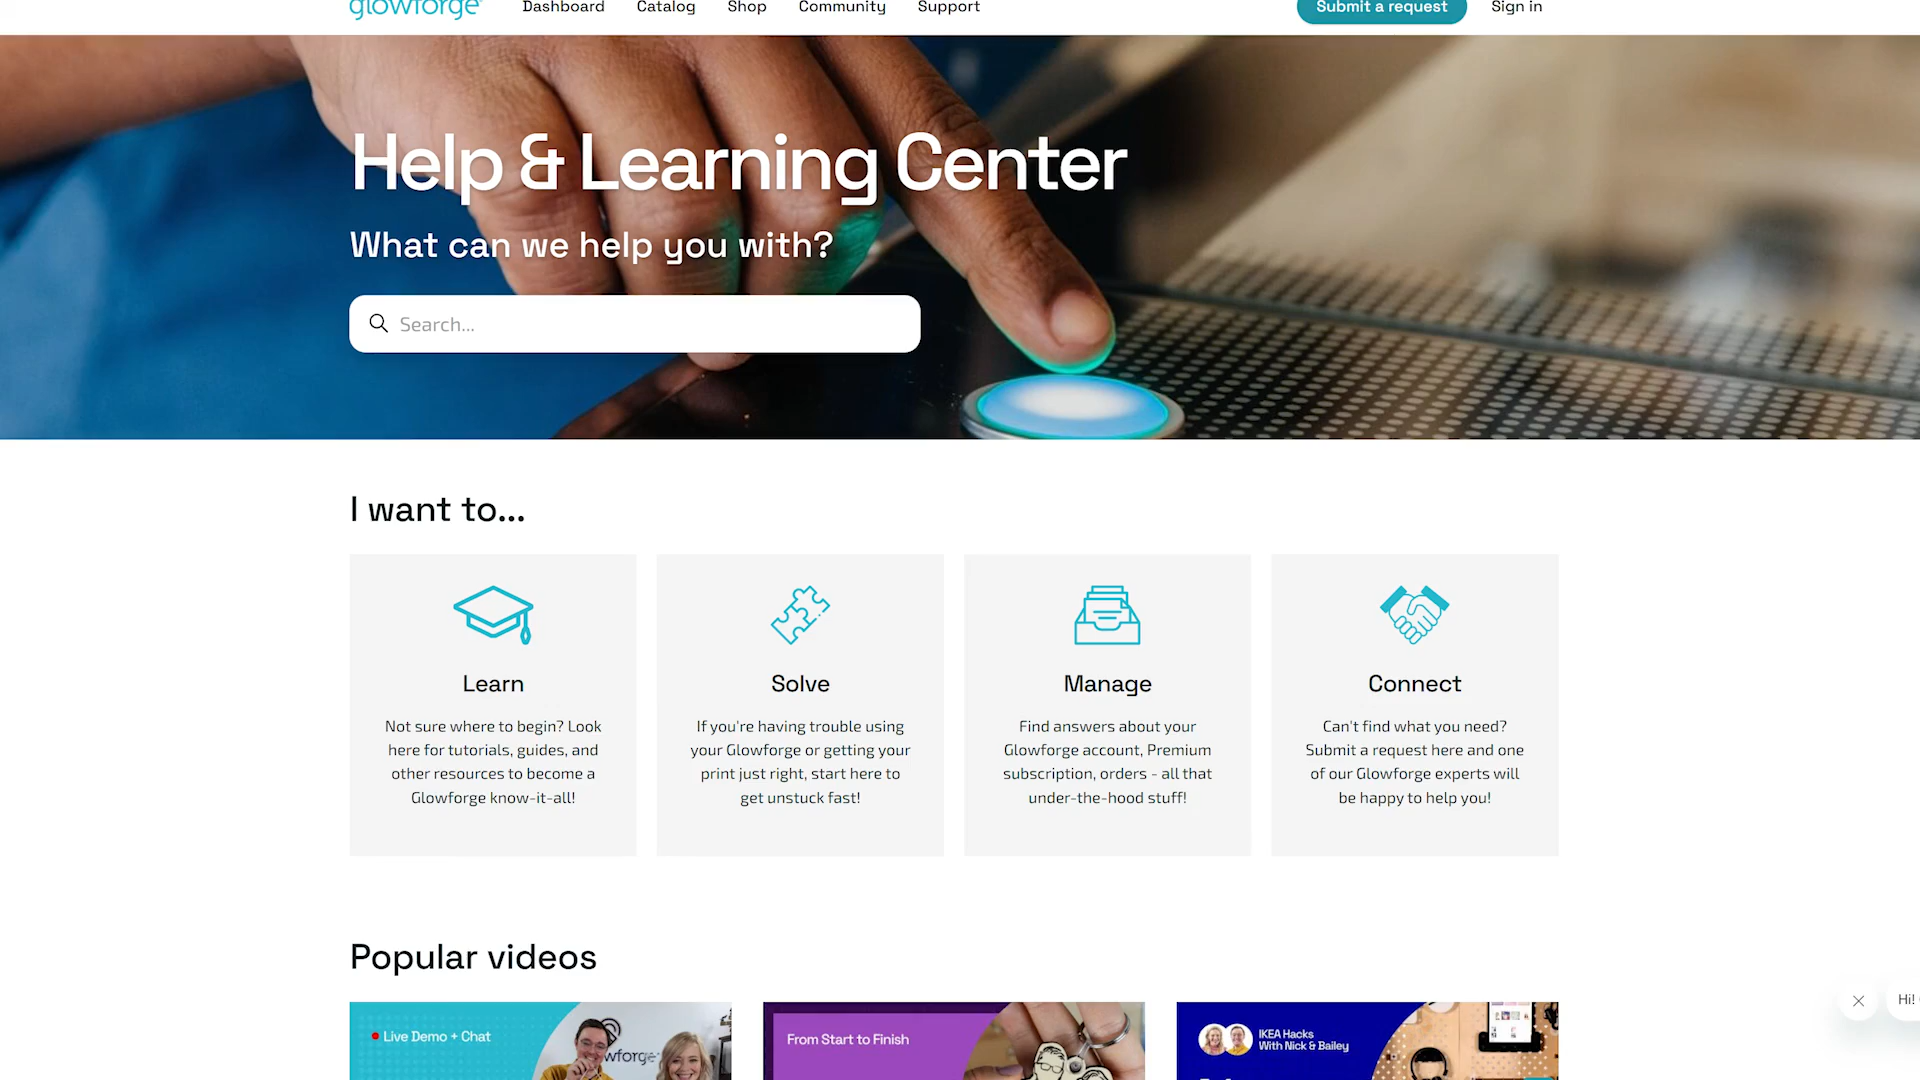 glowforge
Dashboard
Catalog
Shop
Community
Support
Submit a request
Sign in
Help & Learning Center
What can we help you with?
Search...
I want to...
Learn
Not sure where to begin? Look
here for tutorials, guides, and
other resources to become a
Glowforge know-it-all!
Solve
If you're having trouble using
your Glowforge or getting your
print just right, start here to
get unstuck fast!
Manage
Find answers about your
Glowforge account, Premium
subscription, orders - all that
under-the-hood stuff!
Connect
Can't find what you need?
Submit a request here and one
of our Glowforge experts will
be happy to help you!
Popular videos
Live Demo + Chat
wforge
From Start to Finish
IKEA Hacks
With Nick & Bailey
Hi!